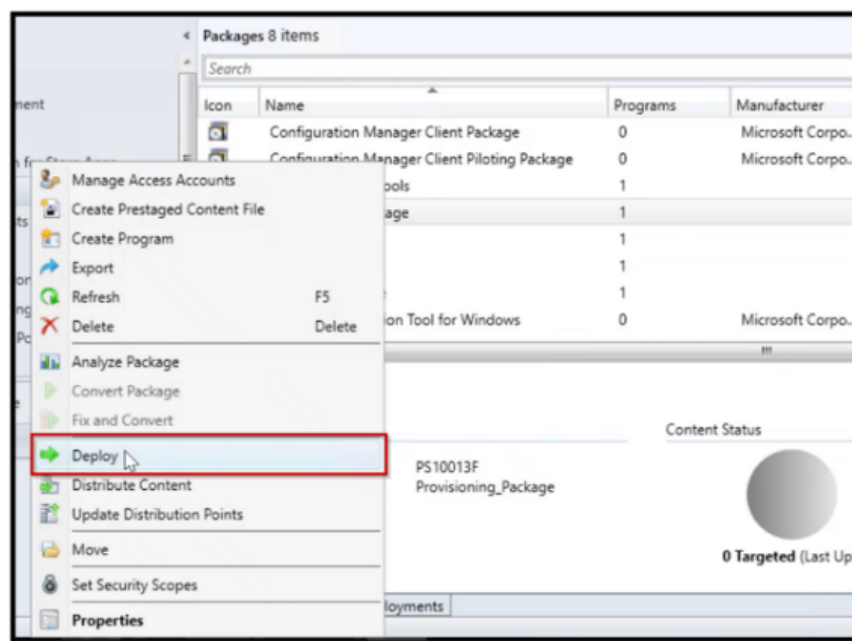 Packages 8 items
Search
Icon Name Programs Manufacturer
ment
Configuration Manager Client Package 0 Microsoft Corpo...
Configuration Manager Client Piloting Package 0 Microsoft Corpo...
Manage Access Accounts
ools 1
Create Prestaged Content File
age 1
Create Program
1
Export
1
Refresh F5
1
Delete Delete
ion Tool for Windows 0 Microsoft Corpo...
Analyze Package
Convert Package
Fix and Convert
Content Status
Deploy
PS10013F
Distribute Content
Provisioning_Package
Update Distribution Points
Move
0 Targeted (Last Up
Set Security Scopes
loyments
Properties